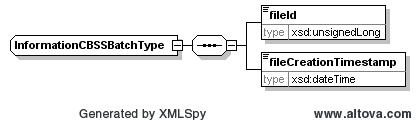 InformationCBSSBatchType
fileId
type xsd:unsignedLong
fileCreationTimestamp
type xsd:dateTime
Generated by XMLSpy
www.altova.com